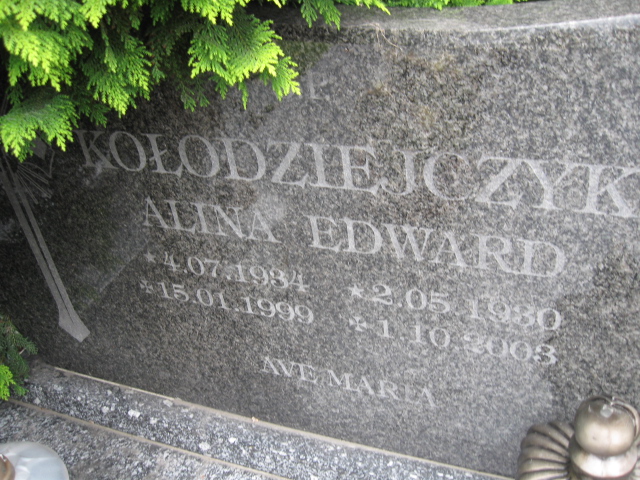 KOŁODZIEJCZYK
ALINA EDWARD
*4.07.1934 *2.05.1930
✢15.01.1999 ✢1.10.2003
AVE MARIA